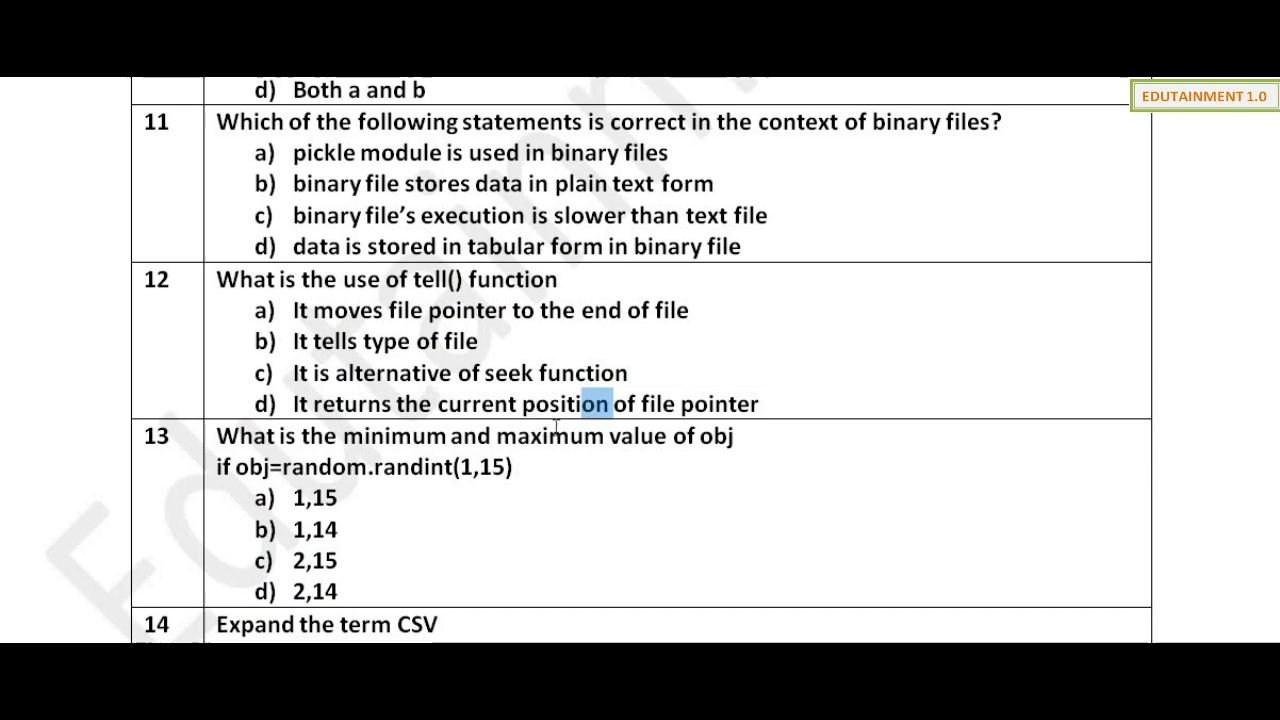 d) Both a and b
EDUTAINMENT 1.0
11 Which of the following statements is correct in the context of binary files?
a) pickle module is used in binary files
b) binary file stores data in plain text form
c) binary file's execution is slower than text file
d) data is stored in tabular form in binary file
12 What is the use of tell() function
a) It moves file pointer to the end of file
b) It tells type of file
c) It is alternative of seek function
d) It returns the current position of file pointer
13 What is the minimum and maximum value of obj
if obj=random.randint(1,15)
a) 1,15
b) 1,14
c) 2,15
d) 2,14
14 Expand the term CSV